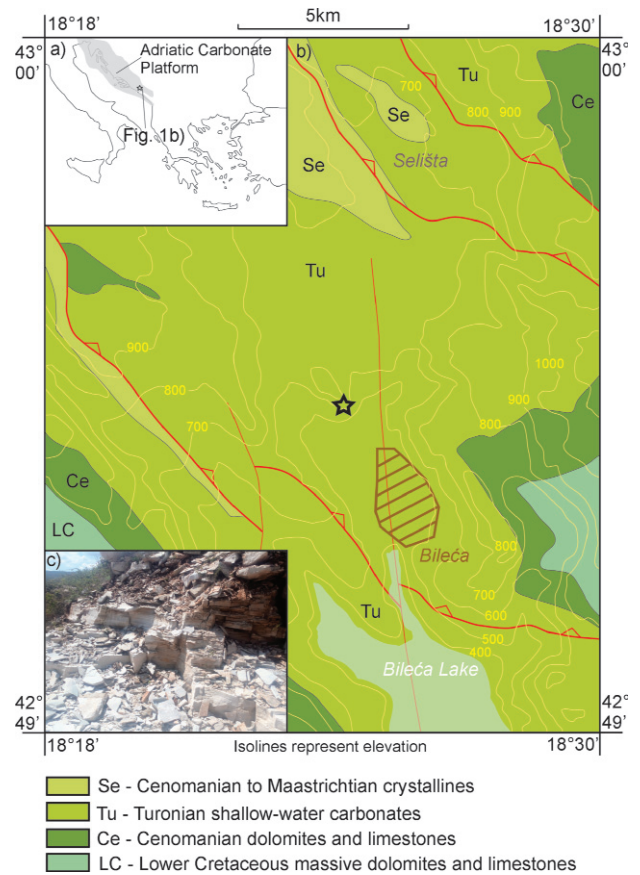 5km
18°18'
18°30'
43°
00'
43°
00'
a)
Adriatic Carbonate
Platform
Fig. 1b)
b)
700
Se
Tu
800
900
Ce
Selišta
Se
Tu
900
800
700
1000
900
800
Ce
LC
c)
Bileća
800
700
600
500
400
Tu
Bileća Lake
42°
49'
42°
49'
18°18'
Isolines represent elevation
18°30'
Se - Cenomanian to Maastrichtian crystallines
Tu - Turonian shallow-water carbonates
Ce - Cenomanian dolomites and limestones
LC - Lower Cretaceous massive dolomites and limestones